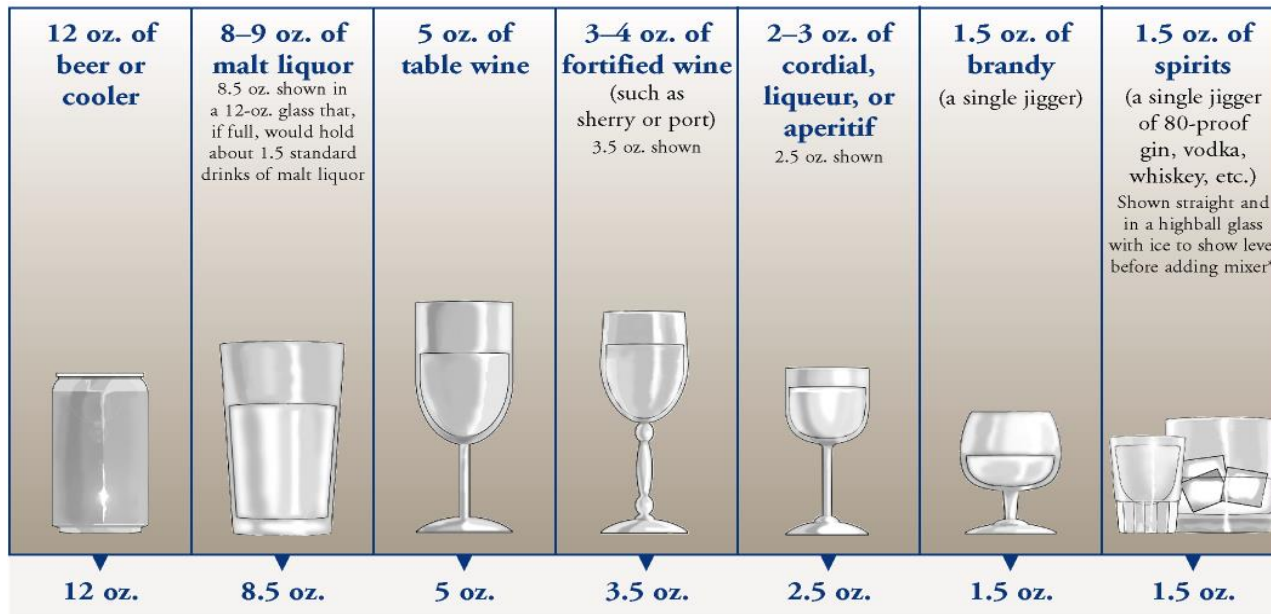 12 oz. of
beer or
cooler
8–9 oz. of
malt liquor
8.5 oz. shown in
a 12-oz. glass that,
if full, would hold
about 1.5 standard
drinks of malt liquor
5 oz. of
table wine
3–4 oz. of
fortified wine
(such as
sherry or port)
3.5 oz. shown
2–3 oz. of
cordial,
liqueur, or
aperitif
2.5 oz. shown
1.5 oz. of
brandy
(a single jigger)
1.5 oz. of
spirits
(a single jigger
of 80-proof
gin, vodka,
whiskey, etc.)
Shown straight and
in a highball glass
with ice to show leve
before adding mixer*
12 oz.
8.5 oz.
5 oz.
3.5 oz.
2.5 oz.
1.5 oz.
1.5 oz.